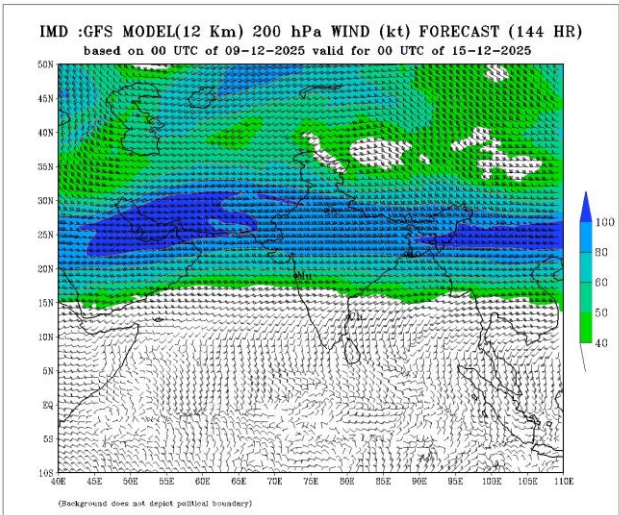 IMD :GFS MODEL(12 Km) 200 hPa WIND (kt) FORECAST (144 HR)
based on 00 UTC of 09-12-2025 valid for 00 UTC of 15-12-2025
50N
45N
40N
35N
30N
25N
20N
15N
10N
5N
EQ
5S
10S
40E 45E 50E 55E 60E 65E 70E 75E 80E 85E 90E 95E 100E 105E 110E
100
80
60
50
40
Mu
Ch
(Background does not depict political boundary)